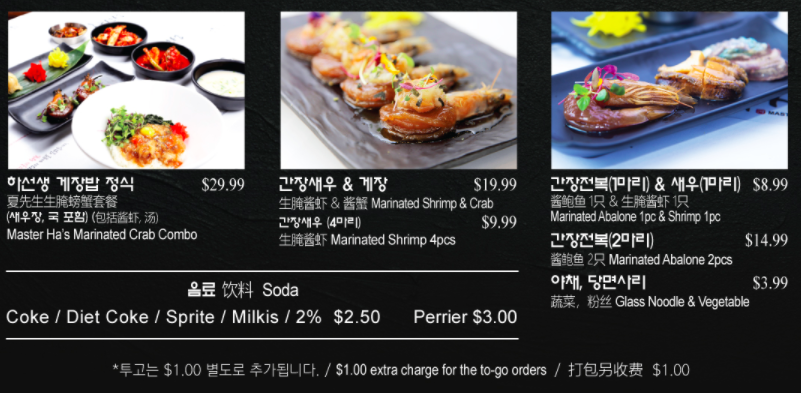 하선생 게장밥 정식 $29.99
夏先生生腌螃蟹套餐
(새우장, 국 포함) (包括酱虾, 汤)
Master Ha's Marinated Crab Combo
간장새우 & 게장 $19.99
生腌酱虾 & 酱蟹 Marinated Shrimp & Crab
간장새우 (4마리) $9.99
生腌酱虾 Marinated Shrimp 4pcs
간장전복(1마리) & 새우(1마리) $8.99
酱鲍鱼 1只 & 生腌酱虾 1只
Marinated Abalone 1pc & Shrimp 1pc
간장전복(2마리) $14.99
酱鲍鱼 2只 Marinated Abalone 2pcs
야채, 당면사리 $3.99
蔬菜, 粉丝 Glass Noodle & Vegetable
음료 饮料 Soda
Coke / Diet Coke / Sprite / Milkis / 2% $2.50 Perrier $3.00
*투고는 $1.00 별도로 추가됩니다. / $1.00 extra charge for the to-go orders / 打包另收费 $1.00